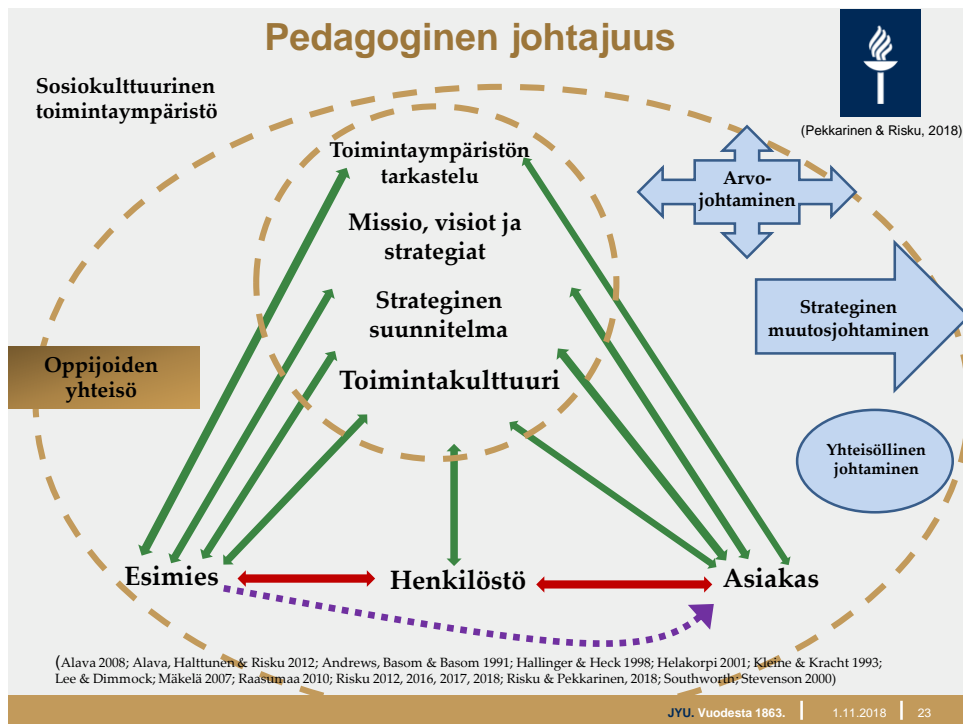 Pedagoginen johtajuus
Sosiokulttuurinen
toimintaympäristö
(Pekkarinen & Risku, 2018)
Toimintaympäristön
tarkastelu
Arvo-
johtaminen
Missio, visiot ja
strategiat
Strateginen
suunnitelma
Strateginen
muutosjohtaminen
Oppijoiden
yhteisö
Toimintakulttuuri
Yhteisöllinen
johtaminen
Esimies
Henkilöstö
Asiakas
(Alava 2008; Alava, Halttunen & Risku 2012; Andrews, Basom & Basom 1991; Hallinger & Heck 1998; Helakorpi 2001; Kleine & Kracht 1993;
Lee & Dimmock; Mäkelä 2007; Raasumaa 2010; Risku 2012, 2016, 2017, 2018; Risku & Pekkarinen, 2018; Southworth; Stevenson 2000)
JYU. Vuodesta 1863. 1.11.2018 23